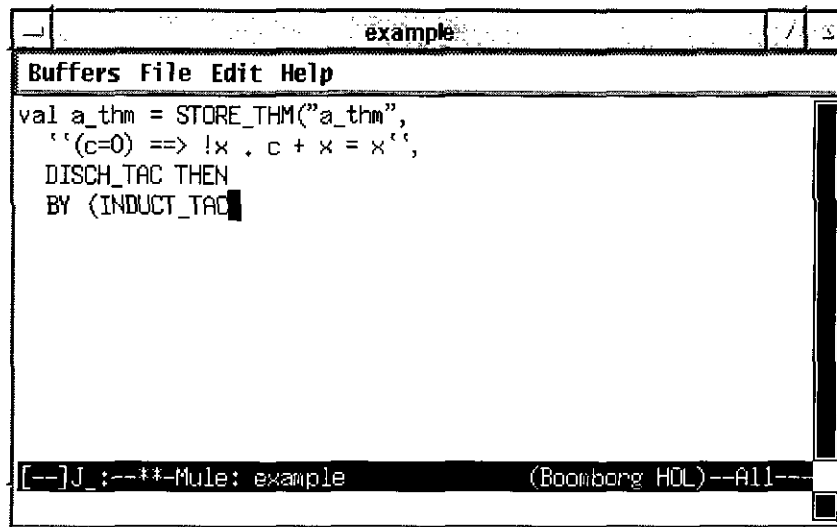 example
Buffers File Edit Help
val a_thm = STORE_THM("a_thm",
``(c=0) ==> !x . c + x = x``,
DISCH_TAC THEN
BY (INDUCT_TAC
[--]J_:--**-Mule: example (Boomborg HOL)--All---